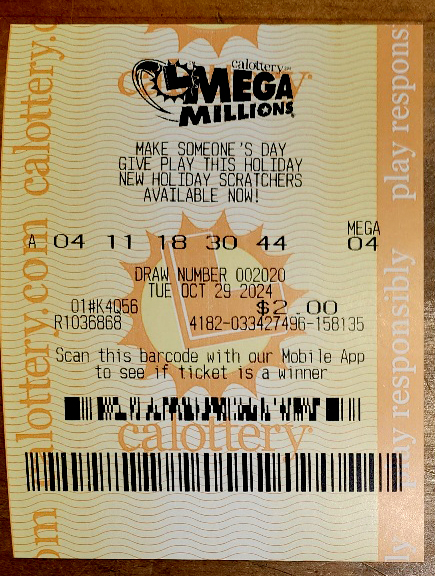 calottery
MEGA
MILLIONS
MAKE SOMEONE'S DAY
GIVE PLAY THIS HOLIDAY
NEW HOLIDAY SCRATCHERS
AVAILABLE NOW!
MEGA
A 04 11 18 30 44 04
DRAW NUMBER 002020
TUE OCT 29 2024
01#K4Q56 $2.00
R1036868 4182-033427496-158135
Scan this barcode with our Mobile App
to see if ticket is a winner
calottery
calottery.com calottery.c
play responsibly play respons